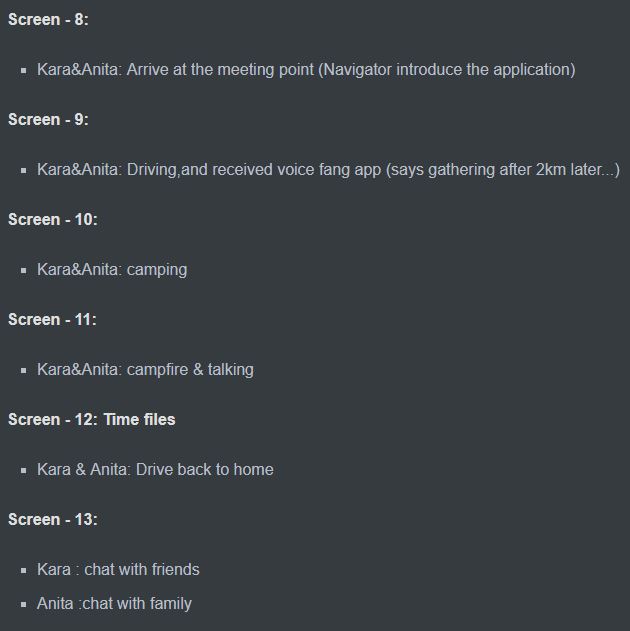 Screen - 8:
Kara&Anita: Arrive at the meeting point (Navigator introduce the application)
Screen - 9:
Kara&Anita: Driving,and received voice fang app (says gathering after 2km later...)
Screen - 10:
Kara&Anita: camping
Screen - 11:
Kara&Anita: campfire & talking
Screen - 12: Time files
Kara & Anita: Drive back to home
Screen - 13:
Kara : chat with friends
Anita :chat with family